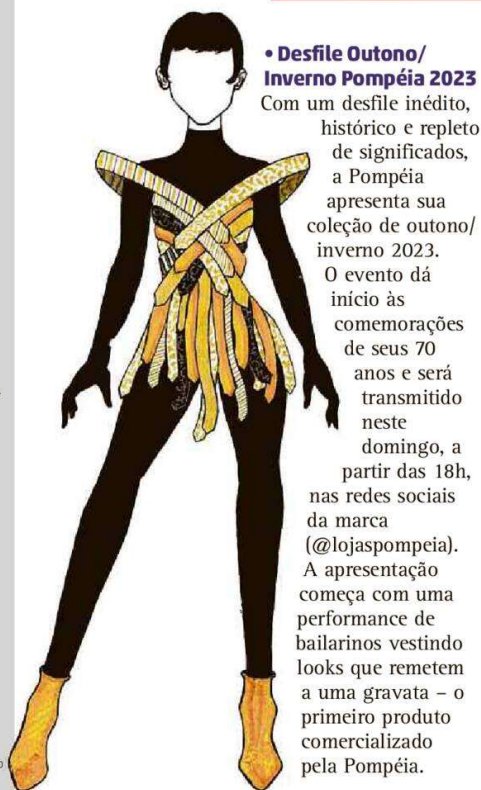 • Desfile Outono/
Inverno Pompéia 2023
Com um desfile inédito,
histórico e repleto
de significados,
a Pompéia
apresenta sua
coleção de outono/
inverno 2023.
O evento dá
início às
comemorações
de seus 70
anos e será
transmitido
neste
domingo, a
partir das 18h,
nas redes sociais
da marca
(@lojaspompeia).
A apresentação
começa com uma
performance de
bailarinos vestindo
looks que remetem
a uma gravata – o
primeiro produto
comercializado
pela Pompéia.